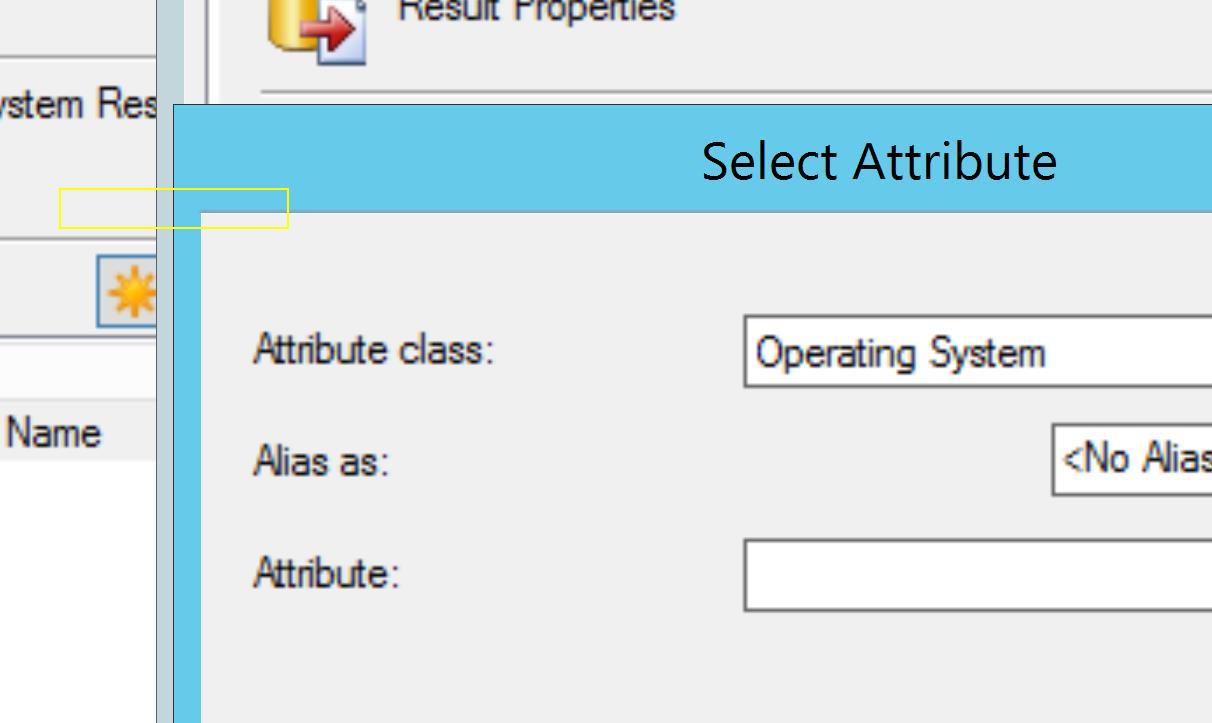 Result Properties
ystem Res
Select Attribute
Attribute class:
Operating System
Name
Alias as:
<No Alias
Attribute: